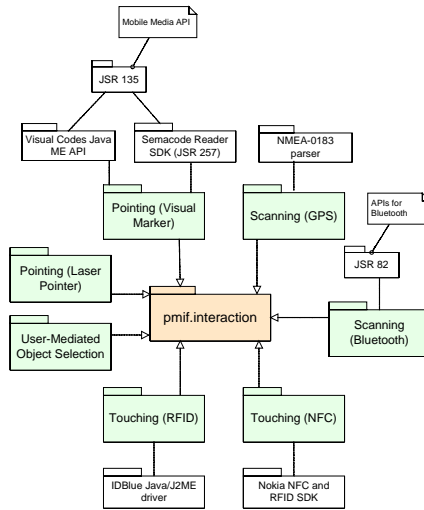 Mobile Media API
JSR 135
Visual Codes Java
ME API
Semacode Reader
SDK (JSR 257)
NMEA-0183
parser
Pointing (Visual
Marker)
Scanning (GPS)
APIs for
Bluetooth
JSR 82
Pointing (Laser
Pointer)
pmif.interaction
User-Mediated
Object Selection
Scanning
(Bluetooth)
Touching (RFID)
Touching (NFC)
IDBlue Java/J2ME
driver
Nokia NFC and
RFID SDK